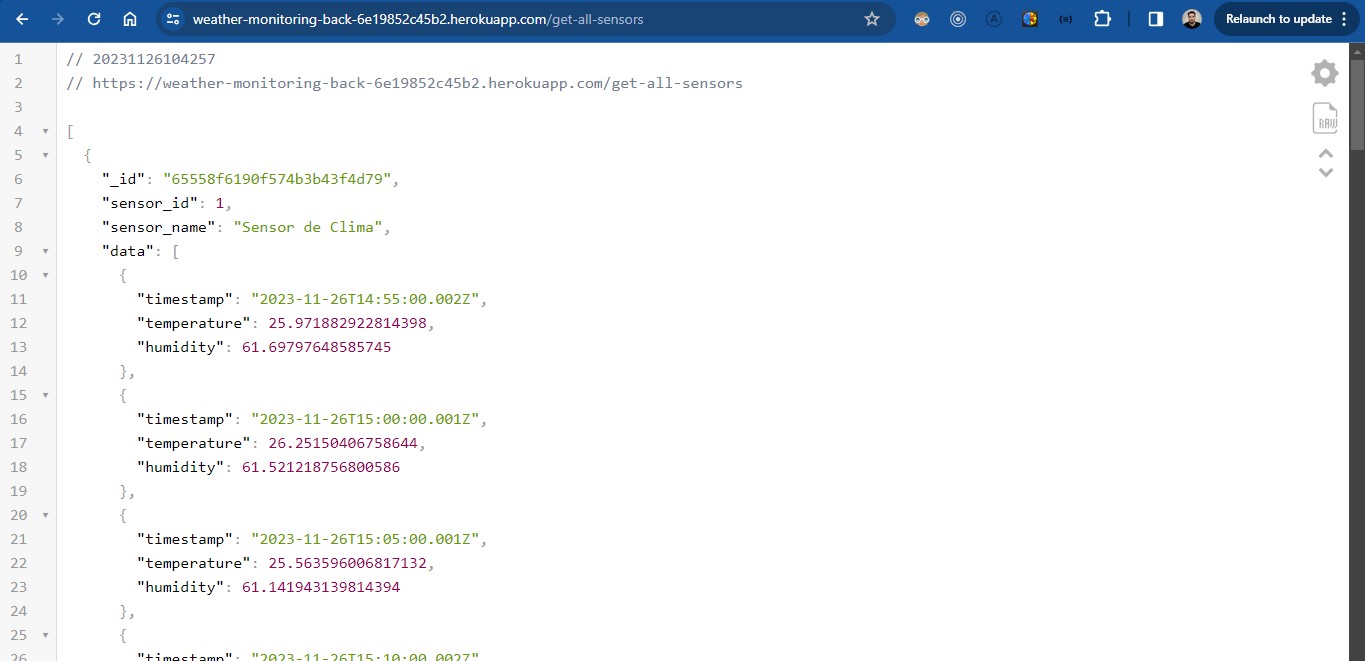 weather-monitoring-back-6e19852c45b2.herokuapp.com/get-all-sensors
Relaunch to update
1 // 20231126104257
2 // https://weather-monitoring-back-6e19852c45b2.herokuapp.com/get-all-sensors
3
4 [
5 {
6 "_id": "65558f6190f574b3b43f4d79",
7 "sensor_id": 1,
8 "sensor_name": "Sensor de Clima",
9 "data": [
10 {
11 "timestamp": "2023-11-26T14:55:00.002Z",
12 "temperature": 25.971882922814398,
13 "humidity": 61.69797648585745
14 },
15 {
16 "timestamp": "2023-11-26T15:00:00.001Z",
17 "temperature": 26.25150406758644,
18 "humidity": 61.521218756800586
19 },
20 {
21 "timestamp": "2023-11-26T15:05:00.001Z",
22 "temperature": 25.563596006817132,
23 "humidity": 61.141943139814394
24 },
25 {
26 "timestamp": "2023-11-26T15:10:00.002Z"
RAW